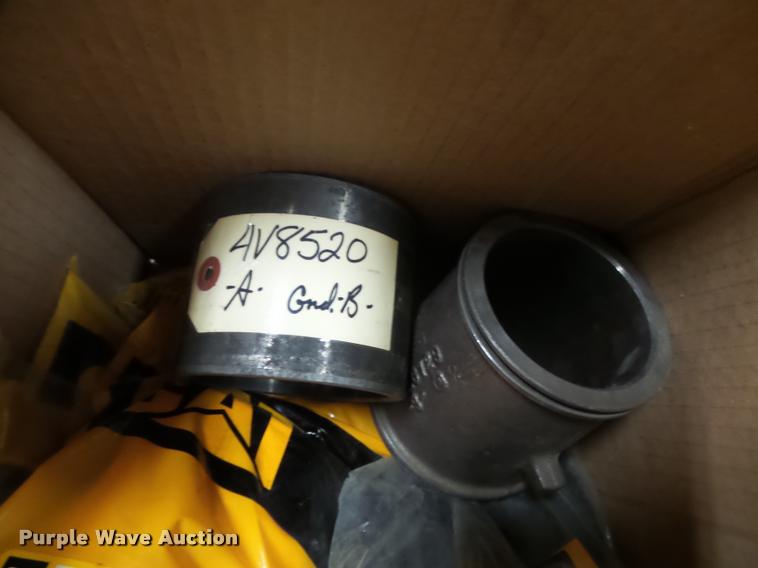 4V8520
-A- Gnd.-B-
Purple Wave Auction